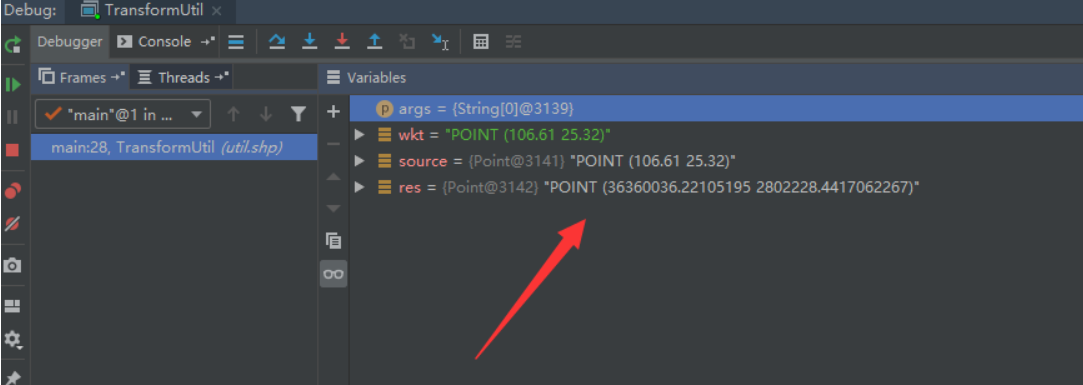 Debug: TransformUtil ×
Debugger Console
Frames Threads Variables
"main"@1 in ...
main:28, TransformUtil (util.shp)
p args = {String[0]@3139}
wkt = "POINT (106.61 25.32)"
source = {Point@3141} "POINT (106.61 25.32)"
res = {Point@3142} "POINT (36360036.22105195 2802228.4417062267)"